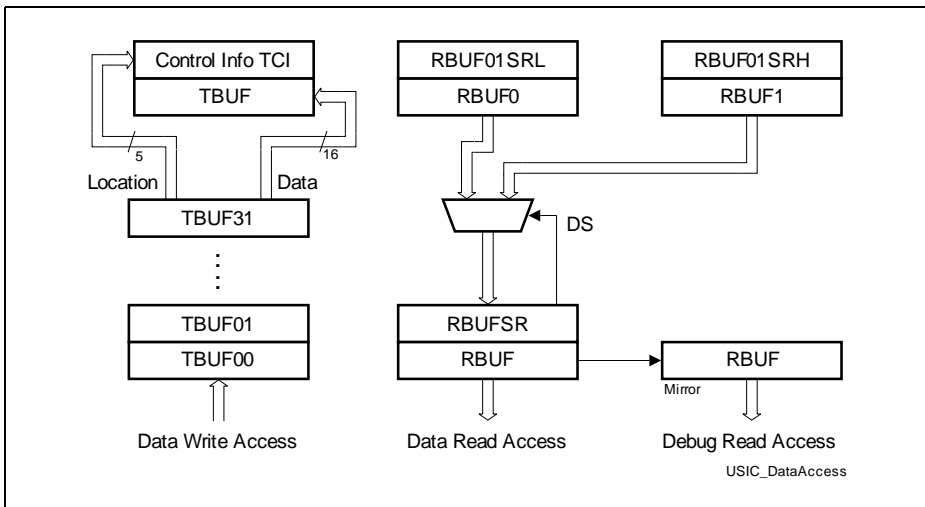 Control Info TCI
TBUF
5
16
Location
Data
TBUF31
TBUF01
TBUF00
Data Write Access
RBUF01SRL
RBUF0
RBUF01SRH
RBUF1
DS
RBUFSR
RBUF
Data Read Access
Mirror
RBUF
Debug Read Access
USIC_DataAccess